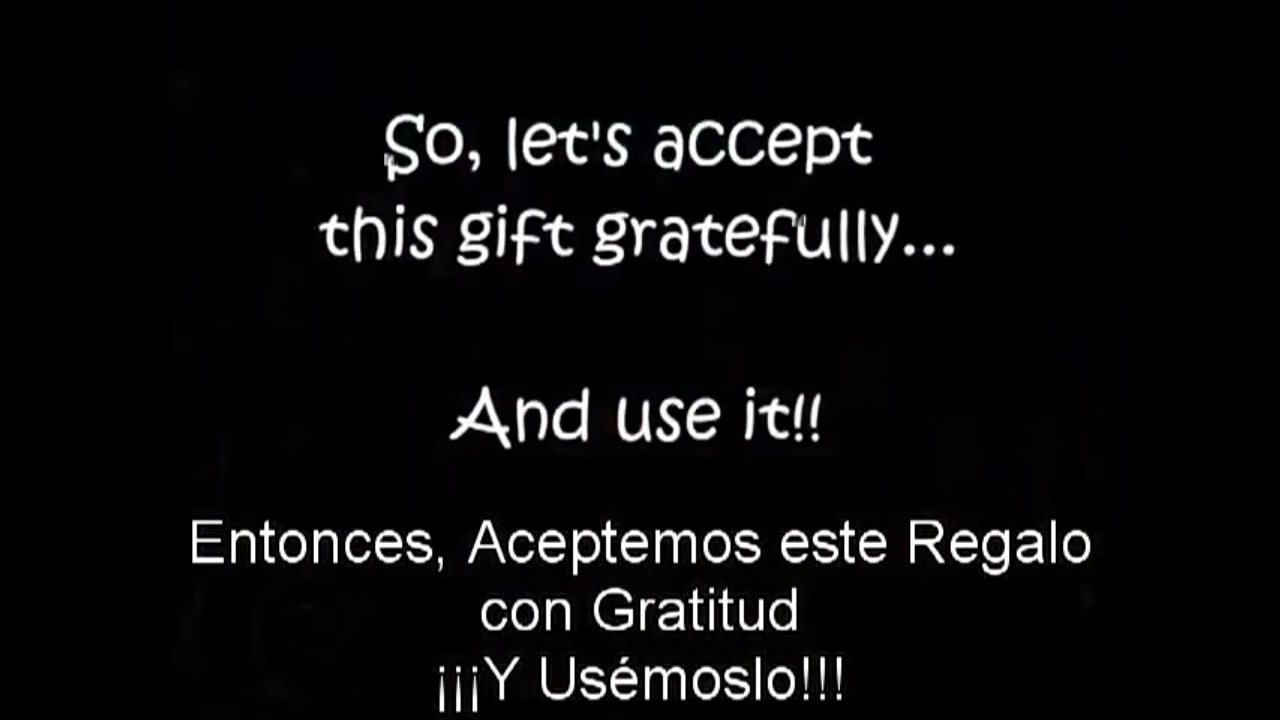 So, let's accept
this gift gratefully...
And use it!!
Entonces, Aceptemos este Regalo
con Gratitud
¡¡¡Y Usémoslo!!!